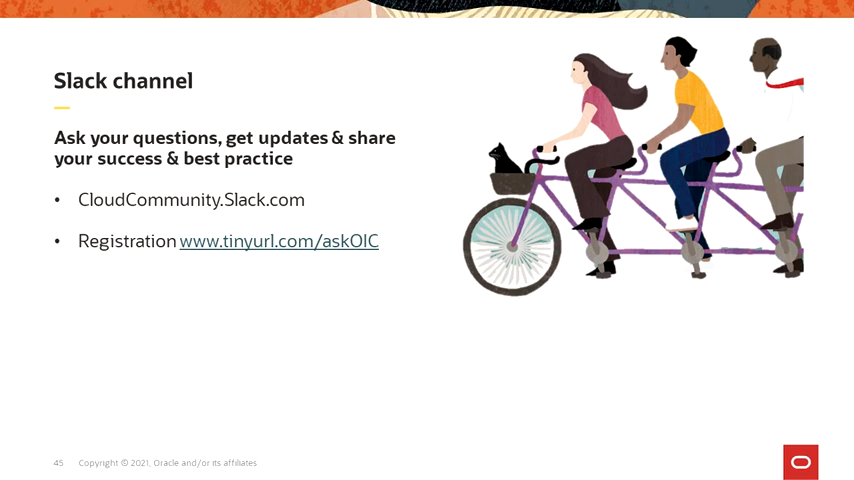 Slack channel
Ask your questions, get updates & share
your success & best practice
• CloudCommunity.Slack.com
• Registration www.tinyurl.com/askOIC
45 Copyright © 2021, Oracle and/or its affiliates